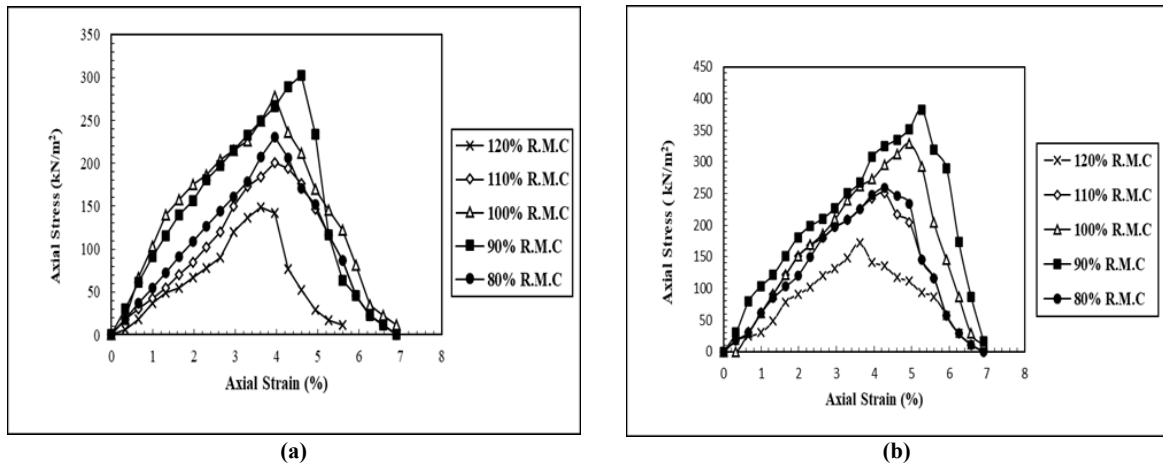 350
300
250
200
150
100
50
0
Axial Stress (kN/m²)
0 1 2 3 4 5 6 7 8
Axial Strain (%)
120% R.M.C
110% R.M.C
100% R.M.C
90% R.M.C
80% R.M.C
(a)
450
400
350
300
250
200
150
100
50
0
Axial Stress ( kN/m²)
0 1 2 3 4 5 6 7 8
Axial Strain (%)
120% R.M.C
110% R.M.C
100% R.M.C
90% R.M.C
80% R.M.C
(b)